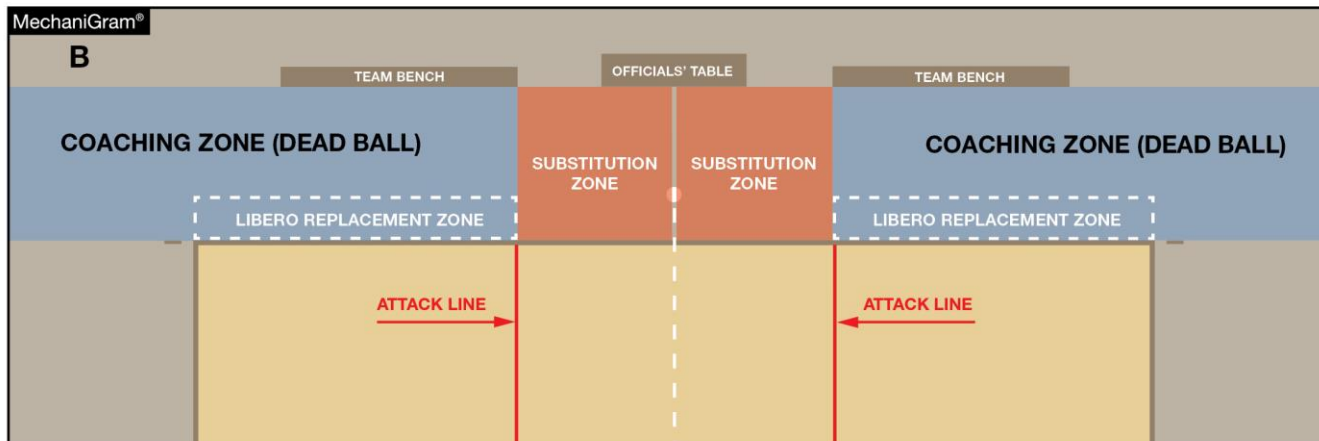 MechaniGram®
B
TEAM BENCH
OFFICIALS’ TABLE
TEAM BENCH
COACHING ZONE (DEAD BALL)
SUBSTITUTION
ZONE
SUBSTITUTION
ZONE
COACHING ZONE (DEAD BALL)
LIBERO REPLACEMENT ZONE
LIBERO REPLACEMENT ZONE
ATTACK LINE
ATTACK LINE